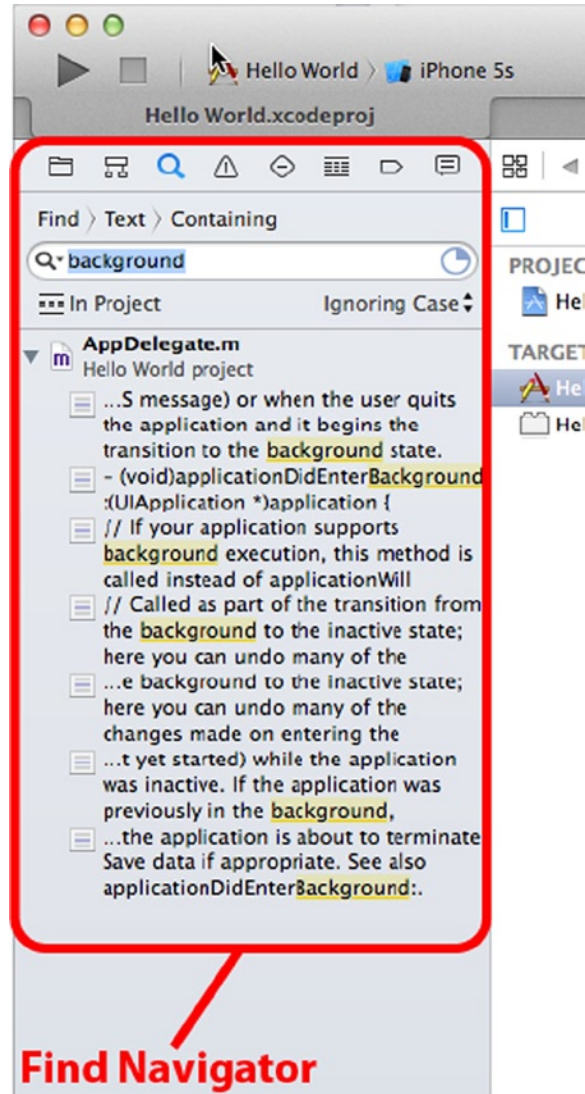 Hello World 〉 iPhone 5s
Hello World.xcodeproj
Find 〉 Text 〉 Containing
background
In Project Ignoring Case
PROJEC
Hel
TARGET
Hel
Hel
AppDelegate.m
Hello World project
...S message) or when the user quits
the application and it begins the
transition to the background state.
- (void)applicationDidEnterBackground
:(UIApplication *)application {
// If your application supports
background execution, this method is
called instead of applicationWill
// Called as part of the transition from
the background to the inactive state;
here you can undo many of the
...e background to the inactive state;
here you can undo many of the
changes made on entering the
...t yet started) while the application
was inactive. If the application was
previously in the background,
...the application is about to terminate
Save data if appropriate. See also
applicationDidEnterBackground:.
Find Navigator